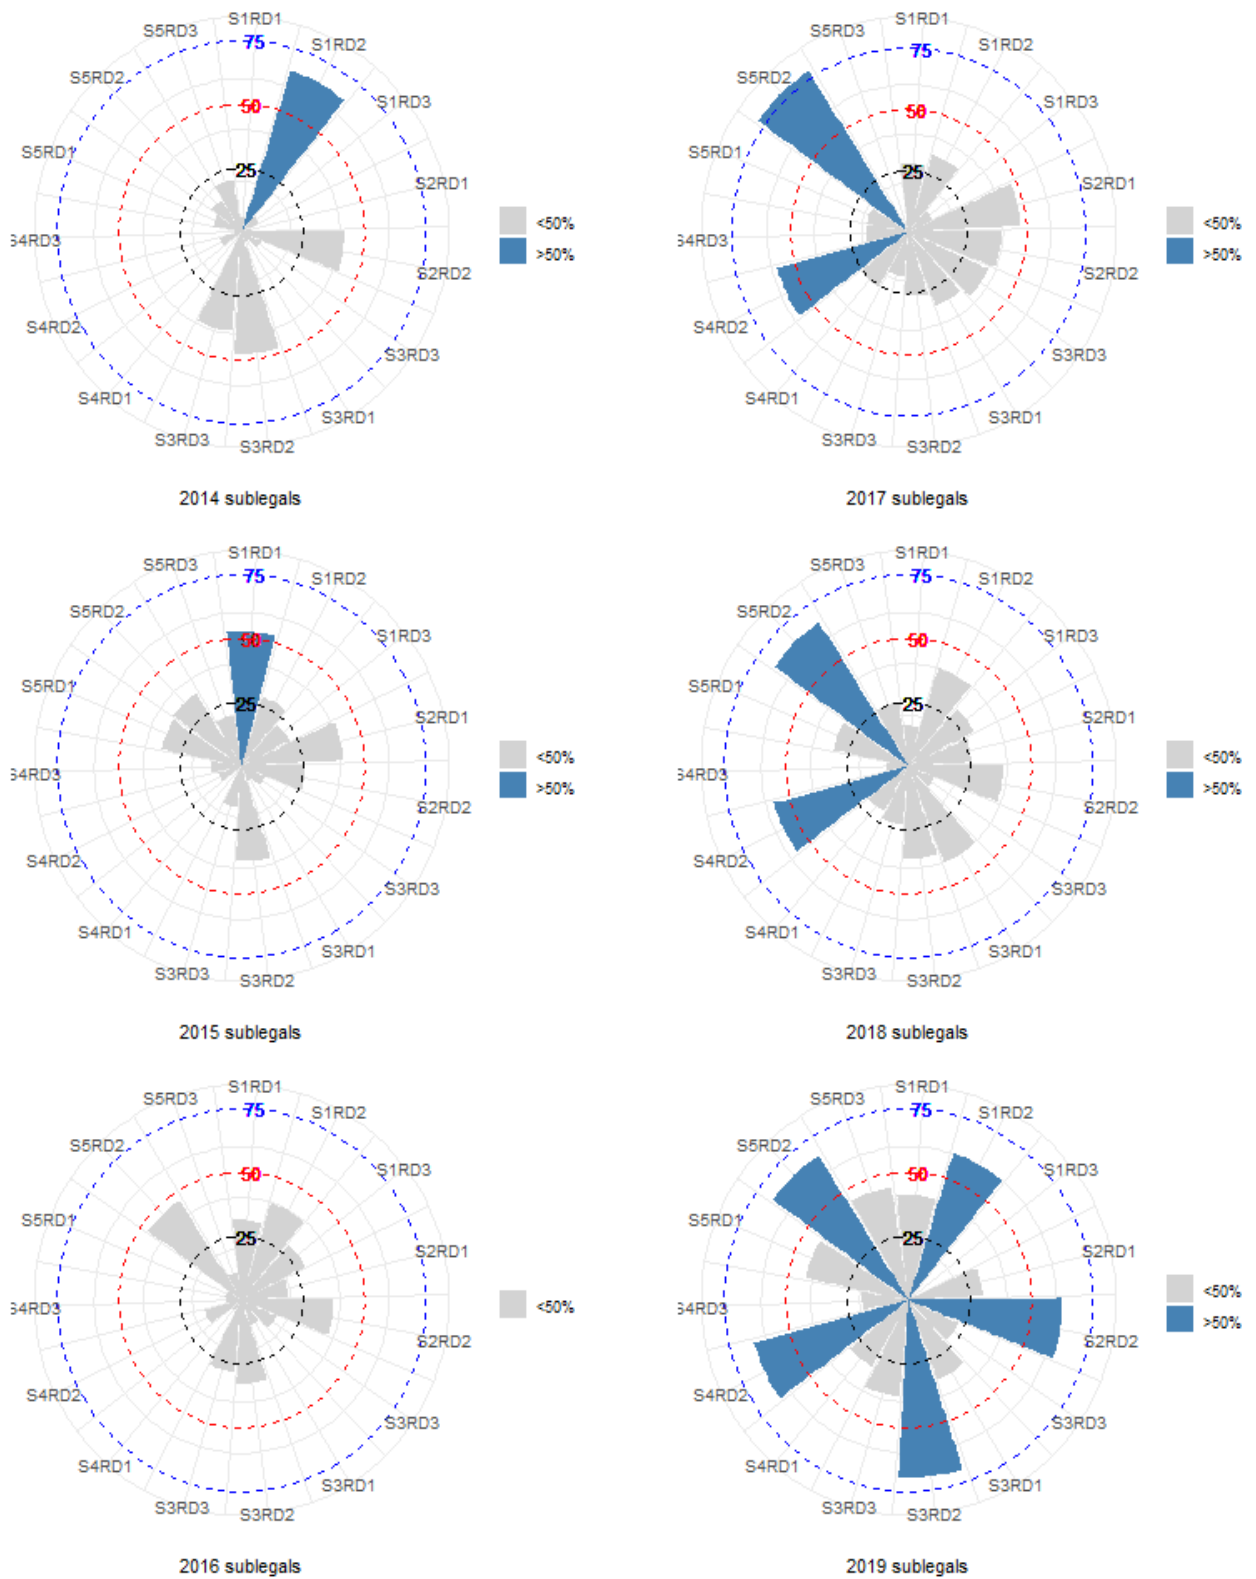 S1RD1
S5RD3
S1RD2
75
S5RD2
S1RD3
50
S5RD1
25
S2RD1
S4RD3
S2RD2
S4RD2
S3RD3
S4RD1
S3RD1
S3RD3
S3RD2
<50%
>50%
2014 sublegals
S1RD1
S5RD3
S1RD2
75
S5RD2
S1RD3
50
S5RD1
25
S2RD1
S4RD3
S2RD2
S4RD2
S3RD3
S4RD1
S3RD1
S3RD3
S3RD2
<50%
>50%
2017 sublegals
S1RD1
S5RD3
S1RD2
75
S5RD2
S1RD3
50
S5RD1
25
S2RD1
S4RD3
S2RD2
S4RD2
S3RD3
S4RD1
S3RD1
S3RD3
S3RD2
<50%
>50%
2015 sublegals
S1RD1
S5RD3
S1RD2
75
S5RD2
S1RD3
50
S5RD1
25
S2RD1
S4RD3
S2RD2
S4RD2
S3RD3
S4RD1
S3RD1
S3RD3
S3RD2
<50%
>50%
2018 sublegals
S1RD1
S5RD3
S1RD2
75
S5RD2
S1RD3
50
S5RD1
25
S2RD1
S4RD3
S2RD2
S4RD2
S3RD3
S4RD1
S3RD1
S3RD3
S3RD2
<50%
2016 sublegals
S1RD1
S5RD3
S1RD2
75
S5RD2
S1RD3
50
S5RD1
25
S2RD1
S4RD3
S2RD2
S4RD2
S3RD3
S4RD1
S3RD1
S3RD3
S3RD2
<50%
>50%
2019 sublegals